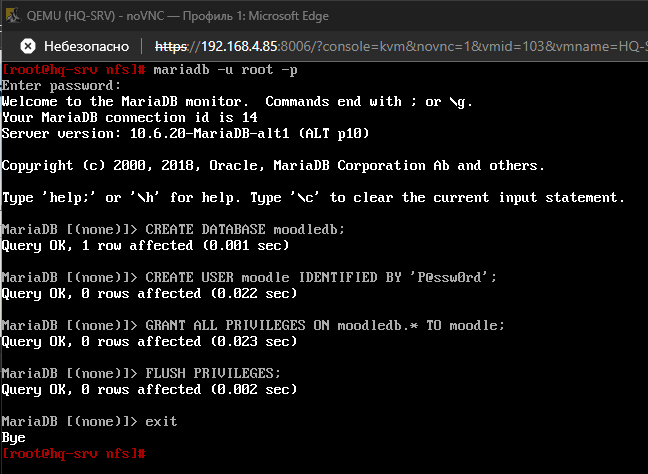 QEMU (HQ-SRV) - noVNC — Профиль 1: Microsoft Edge
Небезопасно https://192.168.4.85:8006/?console=kvm&novnc=1&vmid=103&vmname=HQ-S
[root@hq-srv nfs]# mariadb -u root -p
Enter password:
Welcome to the MariaDB monitor.  Commands end with ; or \g.
Your MariaDB connection id is 14
Server version: 10.6.20-MariaDB-alt1 (ALT p10)
Copyright (c) 2000, 2018, Oracle, MariaDB Corporation Ab and others.
Type 'help;' or '\h' for help. Type '\c' to clear the current input statement.
MariaDB [(none)]> CREATE DATABASE moodledb;
Query OK, 1 row affected (0.001 sec)
MariaDB [(none)]> CREATE USER moodle IDENTIFIED BY 'P@ssw0rd';
Query OK, 0 rows affected (0.022 sec)
MariaDB [(none)]> GRANT ALL PRIVILEGES ON moodledb.* TO moodle;
Query OK, 0 rows affected (0.023 sec)
MariaDB [(none)]> FLUSH PRIVILEGES;
Query OK, 0 rows affected (0.002 sec)
MariaDB [(none)]> exit
Bye
[root@hq-srv nfs]#